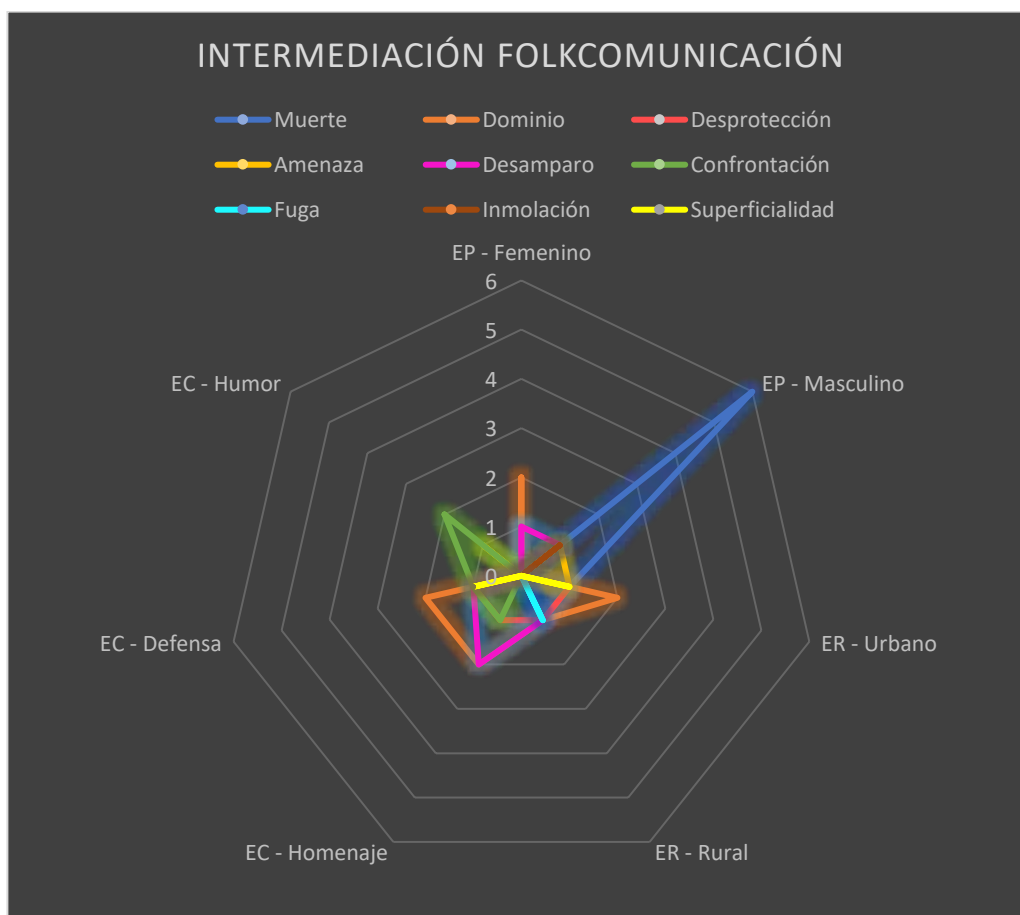 INTERMEDIACIÓN FOLKCOMUNICACIÓN
Muerte Dominio Desprotección
Amenaza Desamparo Confrontación
Fuga Inmolación Superficialidad
EP - Femenino
6
5
EC - Humor EP - Masculino
4
3
2
1
0
EC - Defensa ER - Urbano
EC - Homenaje ER - Rural